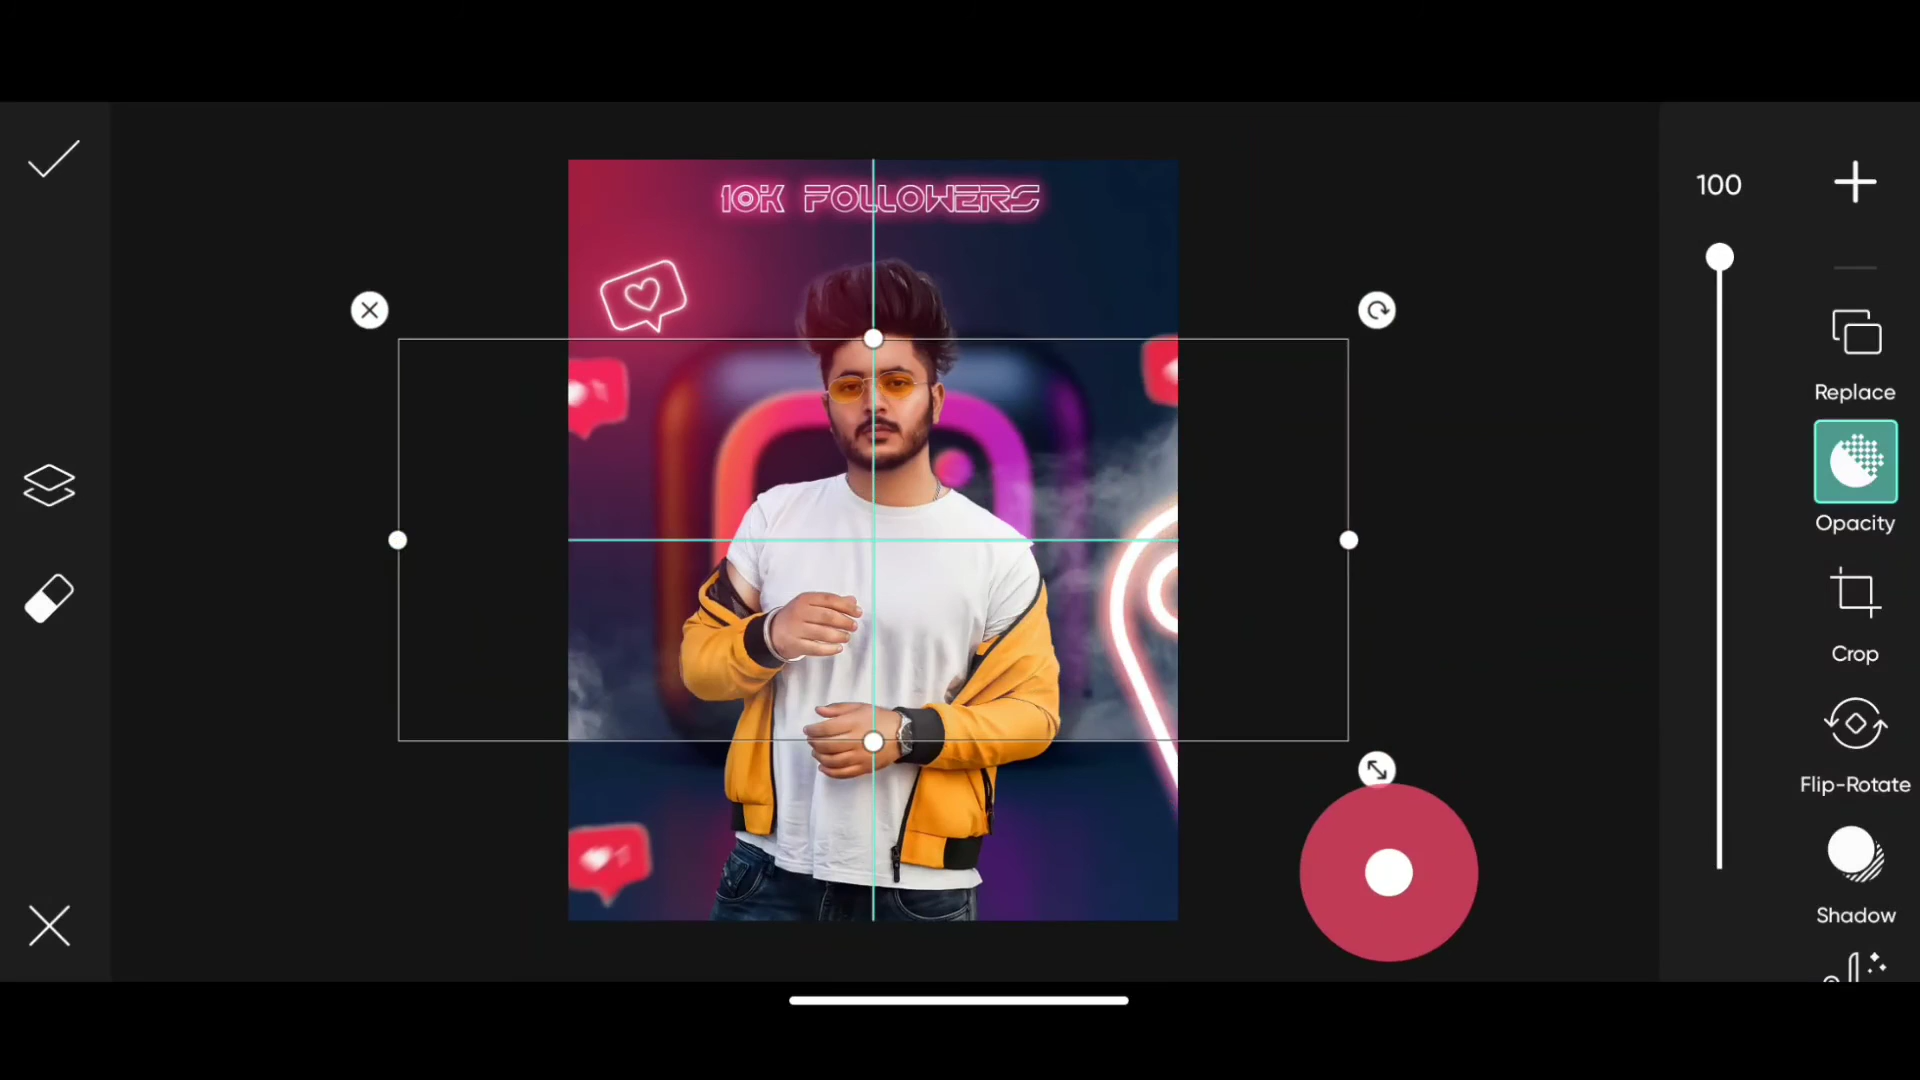 10K FOLLOWERS
100
Replace
Opacity
Crop
Flip-Rotate
Shadow